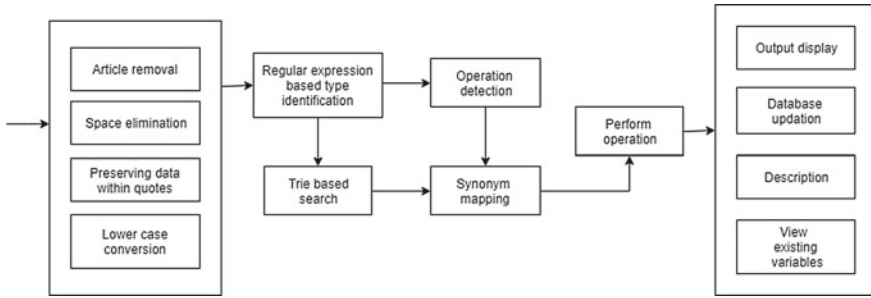 Article removal
Space elimination
Preserving data
within quotes
Lower case
conversion
Regular expression
based type
identification
Operation
detection
Trie based
search
Synonym
mapping
Perform
operation
Output display
Database
updation
Description
View
existing
variables